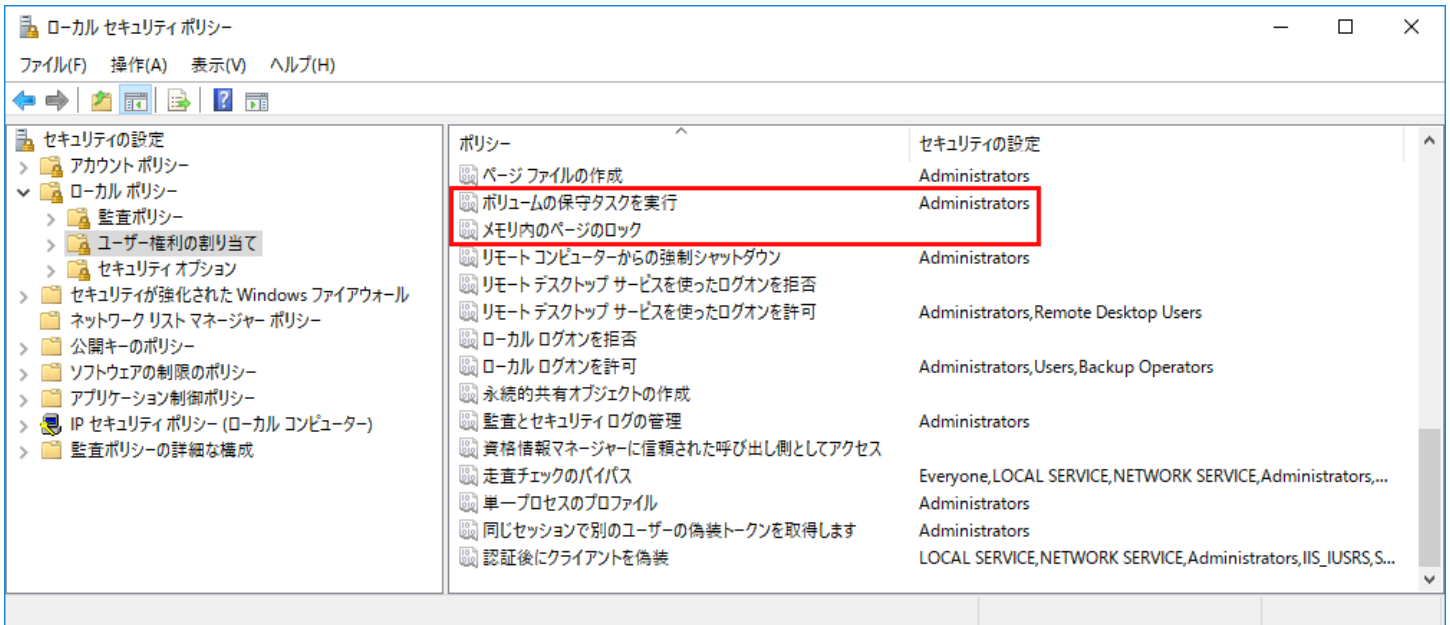 ローカル セキュリティ ポリシー
ファイル(F) 操作(A) 表示(V) ヘルプ(H)
セキュリティの設定
アカウント ポリシー
ローカル ポリシー
監査ポリシー
ユーザー権利の割り当て
セキュリティ オプション
セキュリティが強化された Windows ファイアウォール
ネットワーク リスト マネージャー ポリシー
公開キーのポリシー
ソフトウェアの制限のポリシー
アプリケーション制御ポリシー
IP セキュリティ ポリシー (ローカル コンピューター)
監査ポリシーの詳細な構成
ポリシー セキュリティの設定
ページ ファイルの作成 Administrators
ボリュームの保守タスクを実行 Administrators
メモリ内のページのロック
リモート コンピューターからの強制シャットダウン Administrators
リモート デスクトップ サービスを使ったログオンを拒否
リモート デスクトップ サービスを使ったログオンを許可 Administrators,Remote Desktop Users
ローカル ログオンを拒否
ローカル ログオンを許可 Administrators,Users,Backup Operators
永続的共有オブジェクトの作成
監査とセキュリティ ログの管理 Administrators
資格情報マネージャーに信頼された呼び出し側としてアクセス
走査チェックのバイパス Everyone,LOCAL SERVICE,NETWORK SERVICE,Administrators,...
単一プロセスのプロファイル Administrators
同じセッションで別のユーザーの偽装トークンを取得します Administrators
認証後にクライアントを偽装 LOCAL SERVICE,NETWORK SERVICE,Administrators,IIS_IUSRS,S...